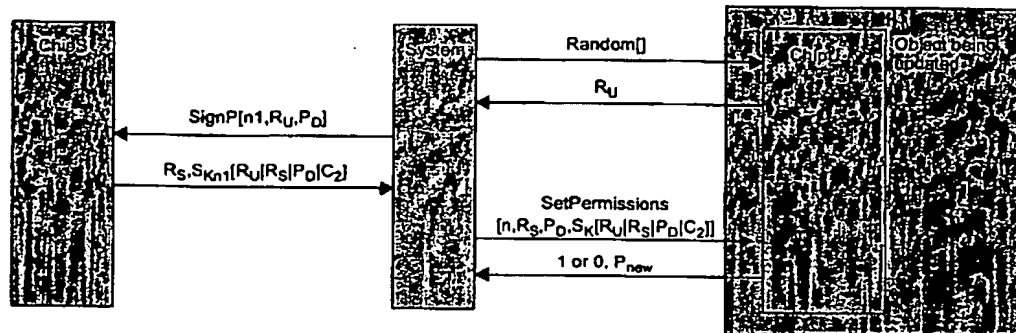 ChipS
System
Object being
updated
Random[]
R_U
SignP[n1,R_U,P_D]
R_S,S_Kn1[R_U|R_S|P_D|C_2]
SetPermissions
[n,R_S,P_D,S_K[R_U|R_S|P_D|C_2]]
1 or 0, P_new